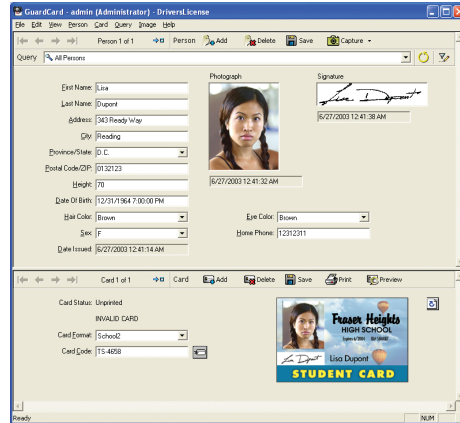 GuardCard - admin (Administrator) - DriversLicense
File Edit View Person Card Query Image Help
Person 1 of 1 Person Add Delete Save Capture
Query All Persons
Photograph Signature
First Name: Lisa
Last Name: Dupont
Address: 343 Ready Way
City: Reading
Province/State: D.C.
Postal Code/ZIP: 0132123
Height: 70
Date Of Birth: 12/31/1964 7:00:00 PM
Hair Color: Brown
Sex: F
Date Issued: 6/27/2003 12:41:14 AM
Lisa Dupont
6/27/2003 12:41:38 AM
6/27/2003 12:41:32 AM
Eye Color: Brown
Home Phone: 12312311
Card 1 of 1 Card Add Delete Save Print Preview
Card Status: Unprinted
INVALID CARD
Card Format: School2
Card Code: TS-4658
Fraser Heights
HIGH SCHOOL
Lisa Dupont
Lisa Dupont
STUDENT CARD
Ready NUM